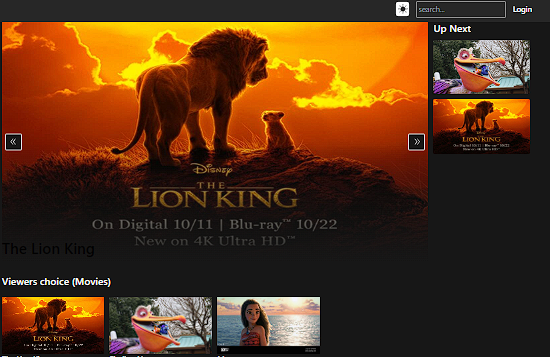 search...
Login
«
»
Disney
THE
LION KING
On Digital 10/11 | Blu-ray™ 10/22
New on 4K Ultra HD™
The Lion King
Up Next
Viewers choice (Movies)